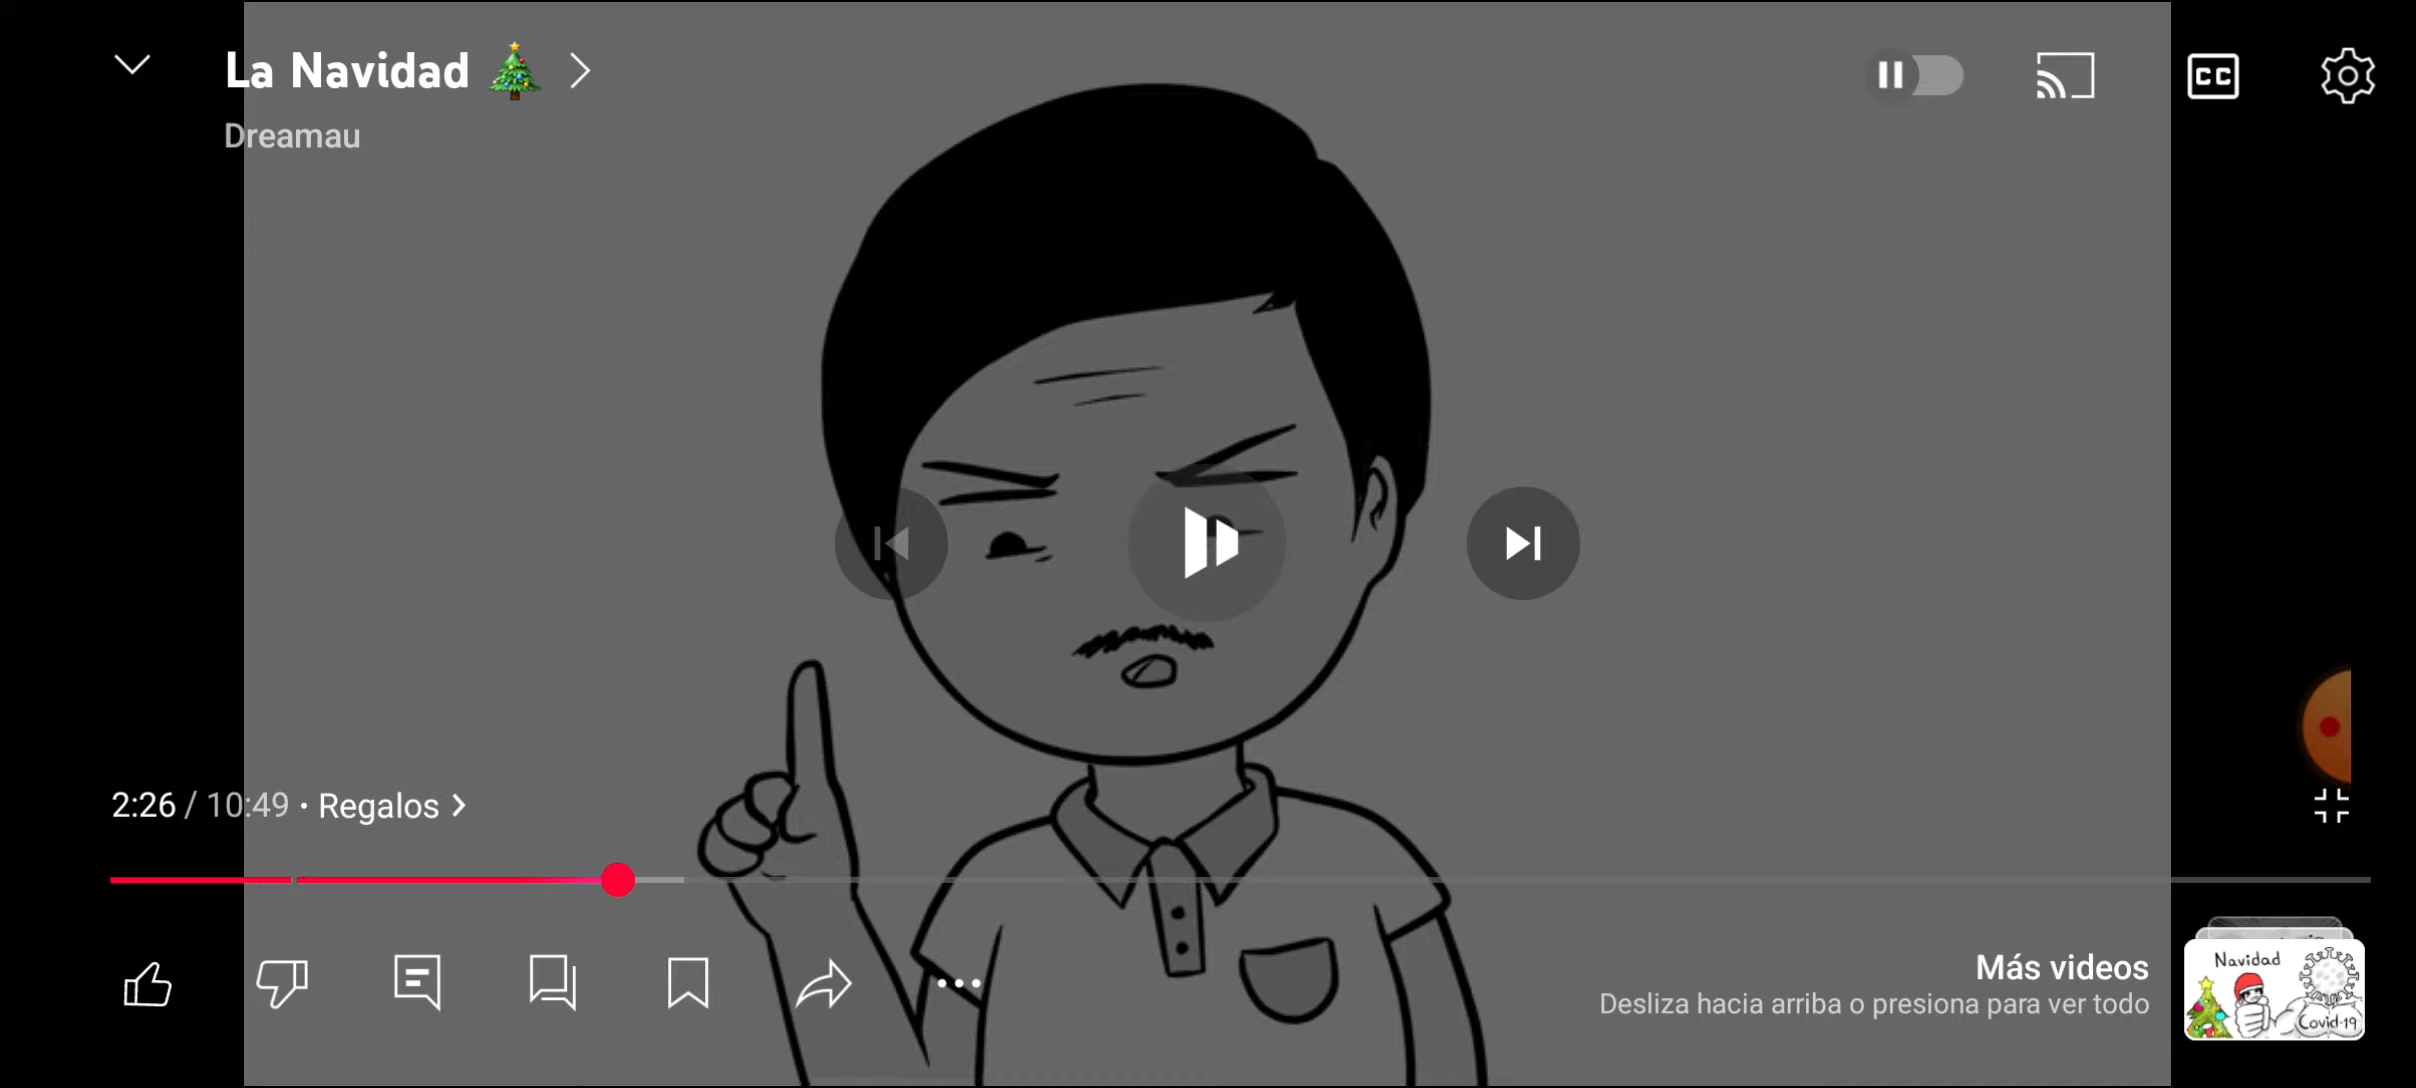 La Navidad 🎄
Dreamau
CC
2:26 / 10:49 • Regalos
Más videos
Desliza hacia arriba o presiona para ver todo
Navidad
Covid-19